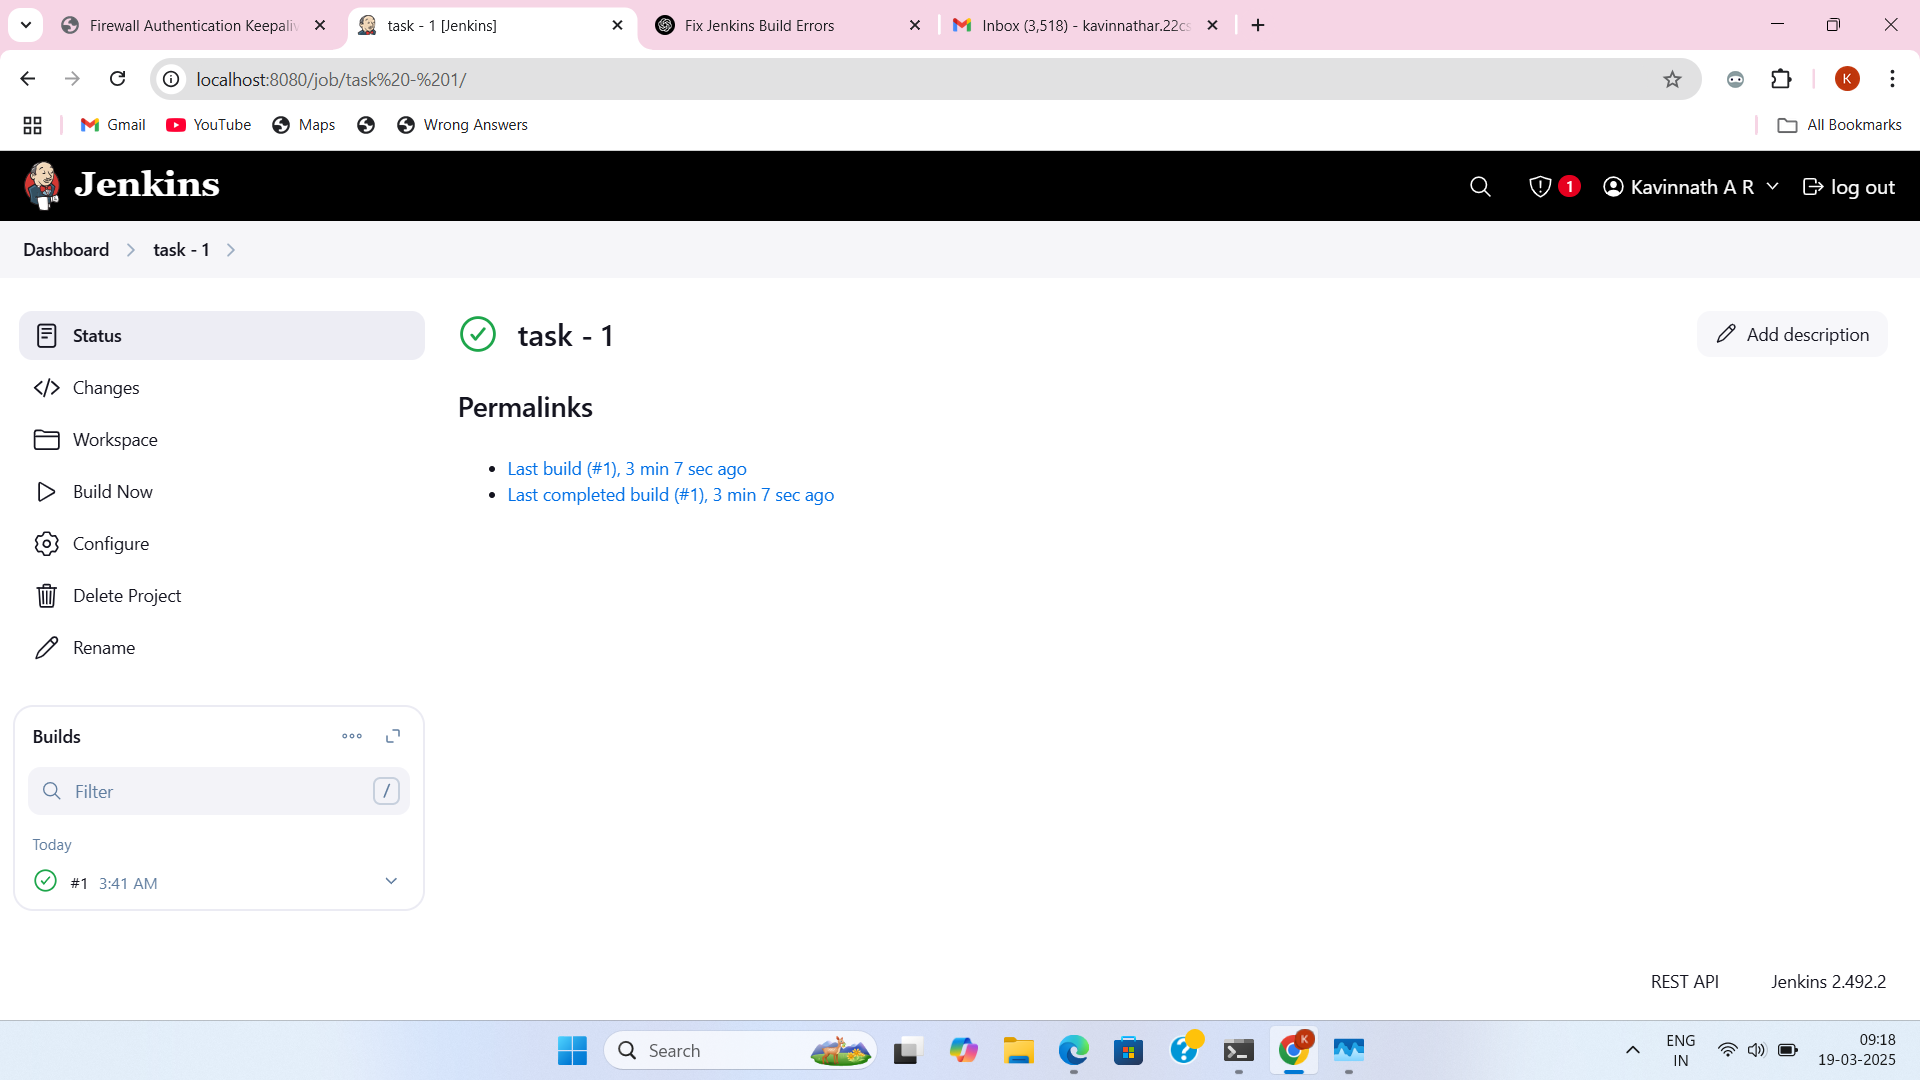 Firewall Authentication Keepaliv
task - 1 [Jenkins]
Fix Jenkins Build Errors
Inbox (3,518) - kavinnathar.22cs
localhost:8080/job/task%20-%201/
K
Gmail
YouTube
Maps
Wrong Answers
All Bookmarks
Jenkins
1
Kavinnath A R
log out
Dashboard
task - 1
Status
Changes
Workspace
Build Now
Configure
Delete Project
Rename
task - 1
Add description
Permalinks
Last build (#1), 3 min 7 sec ago
Last completed build (#1), 3 min 7 sec ago
Builds
Filter
/
Today
#1 3:41 AM
REST API
Jenkins 2.492.2
Search
K
ENG
IN
09:18
19-03-2025